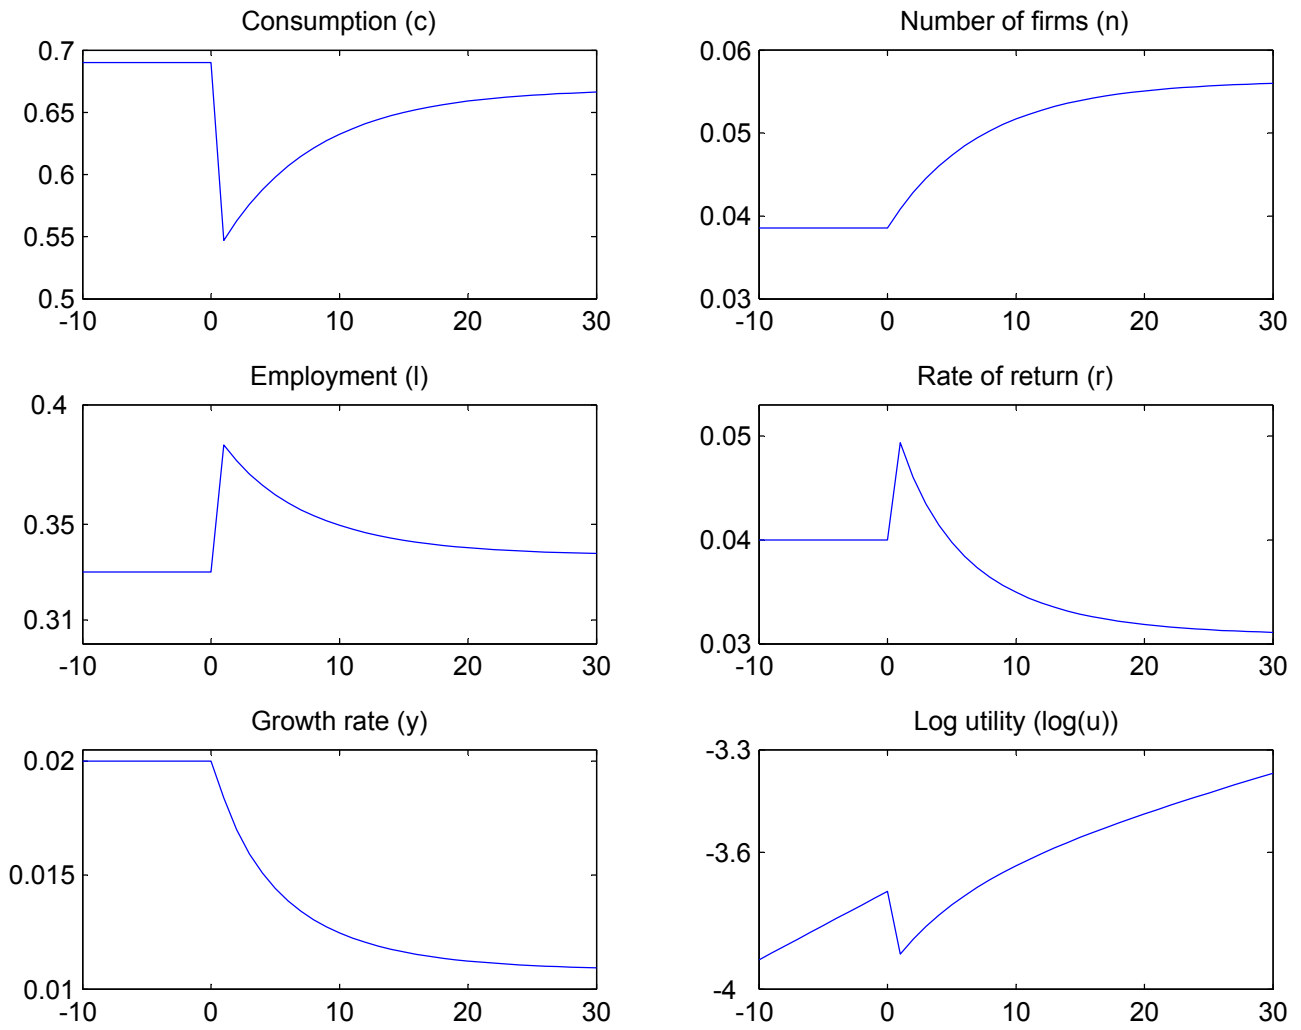 Consumption (c)
0.7
0.65
0.6
0.55
0.5
-10 0 10 20 30
Number of firms (n)
0.06
0.05
0.04
0.03
-10 0 10 20 30
Employment (l)
0.4
0.35
0.31
-10 0 10 20 30
Rate of return (r)
0.05
0.04
0.03
-10 0 10 20 30
Growth rate (y)
0.02
0.015
0.01
-10 0 10 20 30
Log utility (log(u))
-3.3
-3.6
-4
-10 0 10 20 30